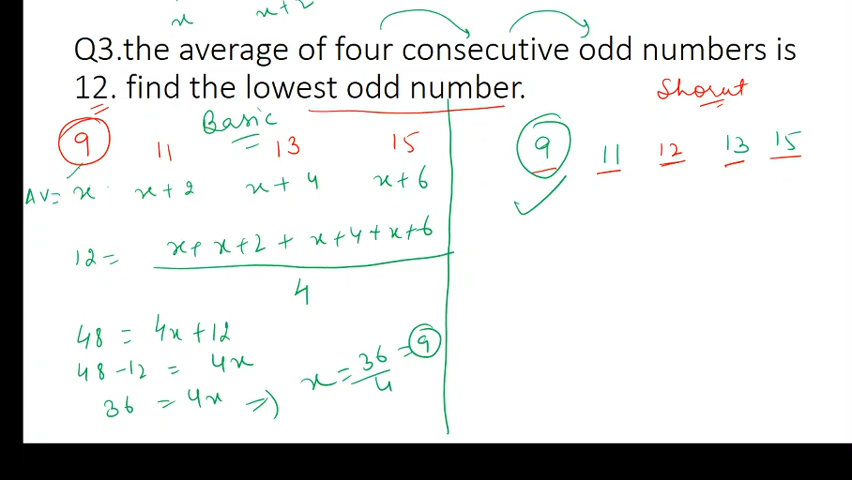 x x+2
Q3.the average of four consecutive odd numbers is
12. find the lowest odd number.
Shorut
Basic
9 11 13 15
AV= x x+2 x+4 x+6
12= x+ x+2 + x+4+x+6
4
48 = 4x+12
48-12 = 4x
36 = 4x => x = 36/4 = 9
9 11 12 13 15